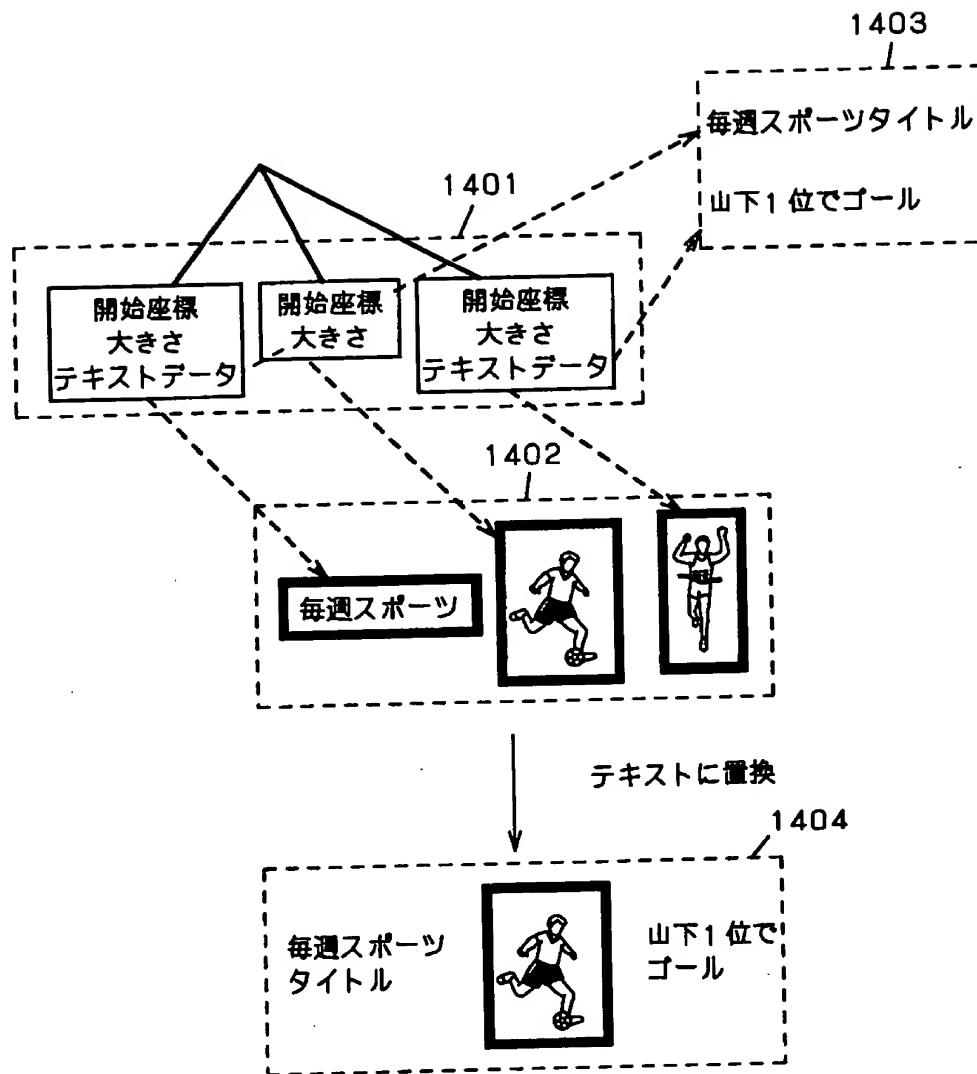 1403
毎週スポーツタイトル
山下1位でゴール
1401
開始座標
大きさ
テキストデータ
開始座標
大きさ
開始座標
大きさ
テキストデータ
1402
毎週スポーツ
テキストに置換
1404
毎週スポーツ
タイトル
山下1位で
ゴール